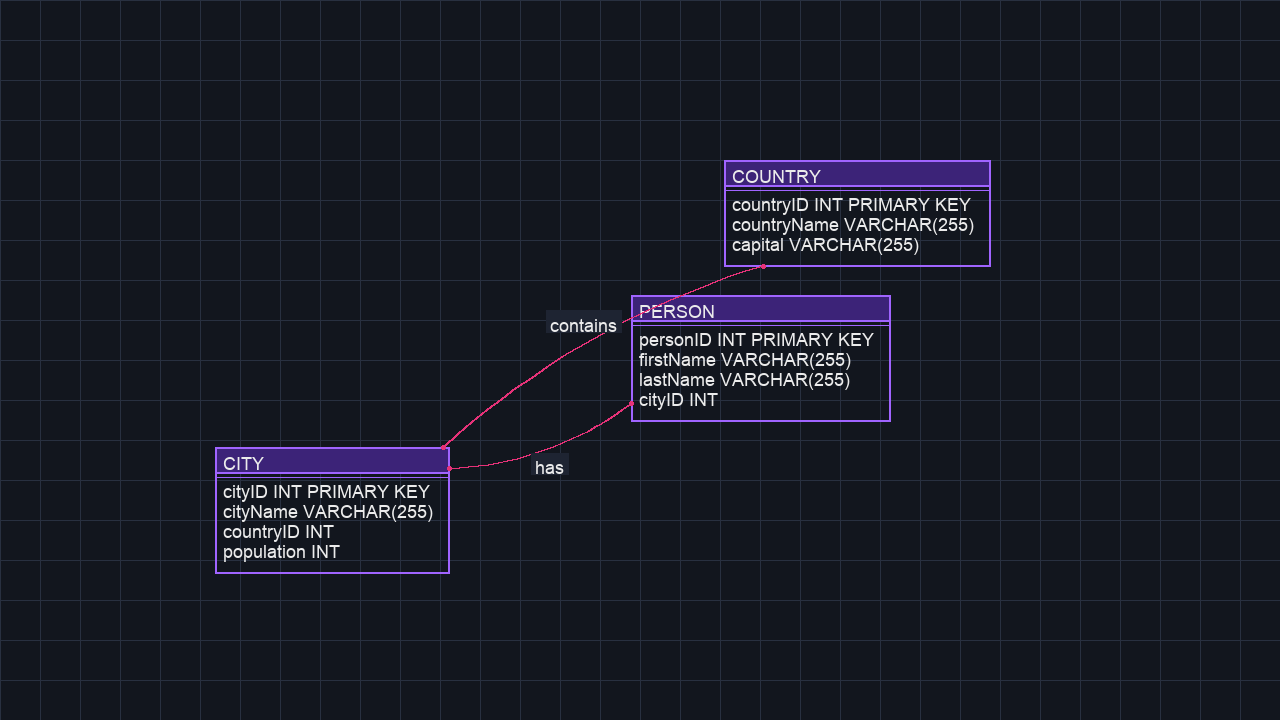 COUNTRY
countryID INT PRIMARY KEY
countryName VARCHAR(255)
capital VARCHAR(255)
PERSON
personID INT PRIMARY KEY
firstName VARCHAR(255)
lastName VARCHAR(255)
cityID INT
contains
has
CITY
cityID INT PRIMARY KEY
cityName VARCHAR(255)
countryID INT
population INT